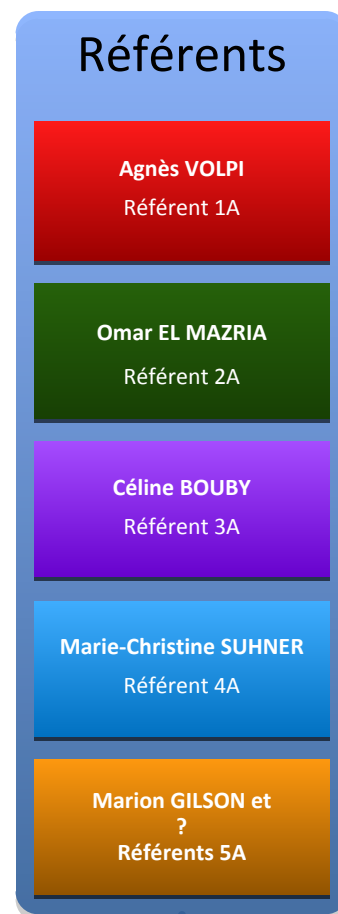 Référents
Agnès VOLPI
Référent 1A
Omar EL MAZRIA
Référent 2A
Céline BOUBY
Référent 3A
Marie-Christine SUHNER
Référent 4A
Marion GILSON et
?
Référents 5A